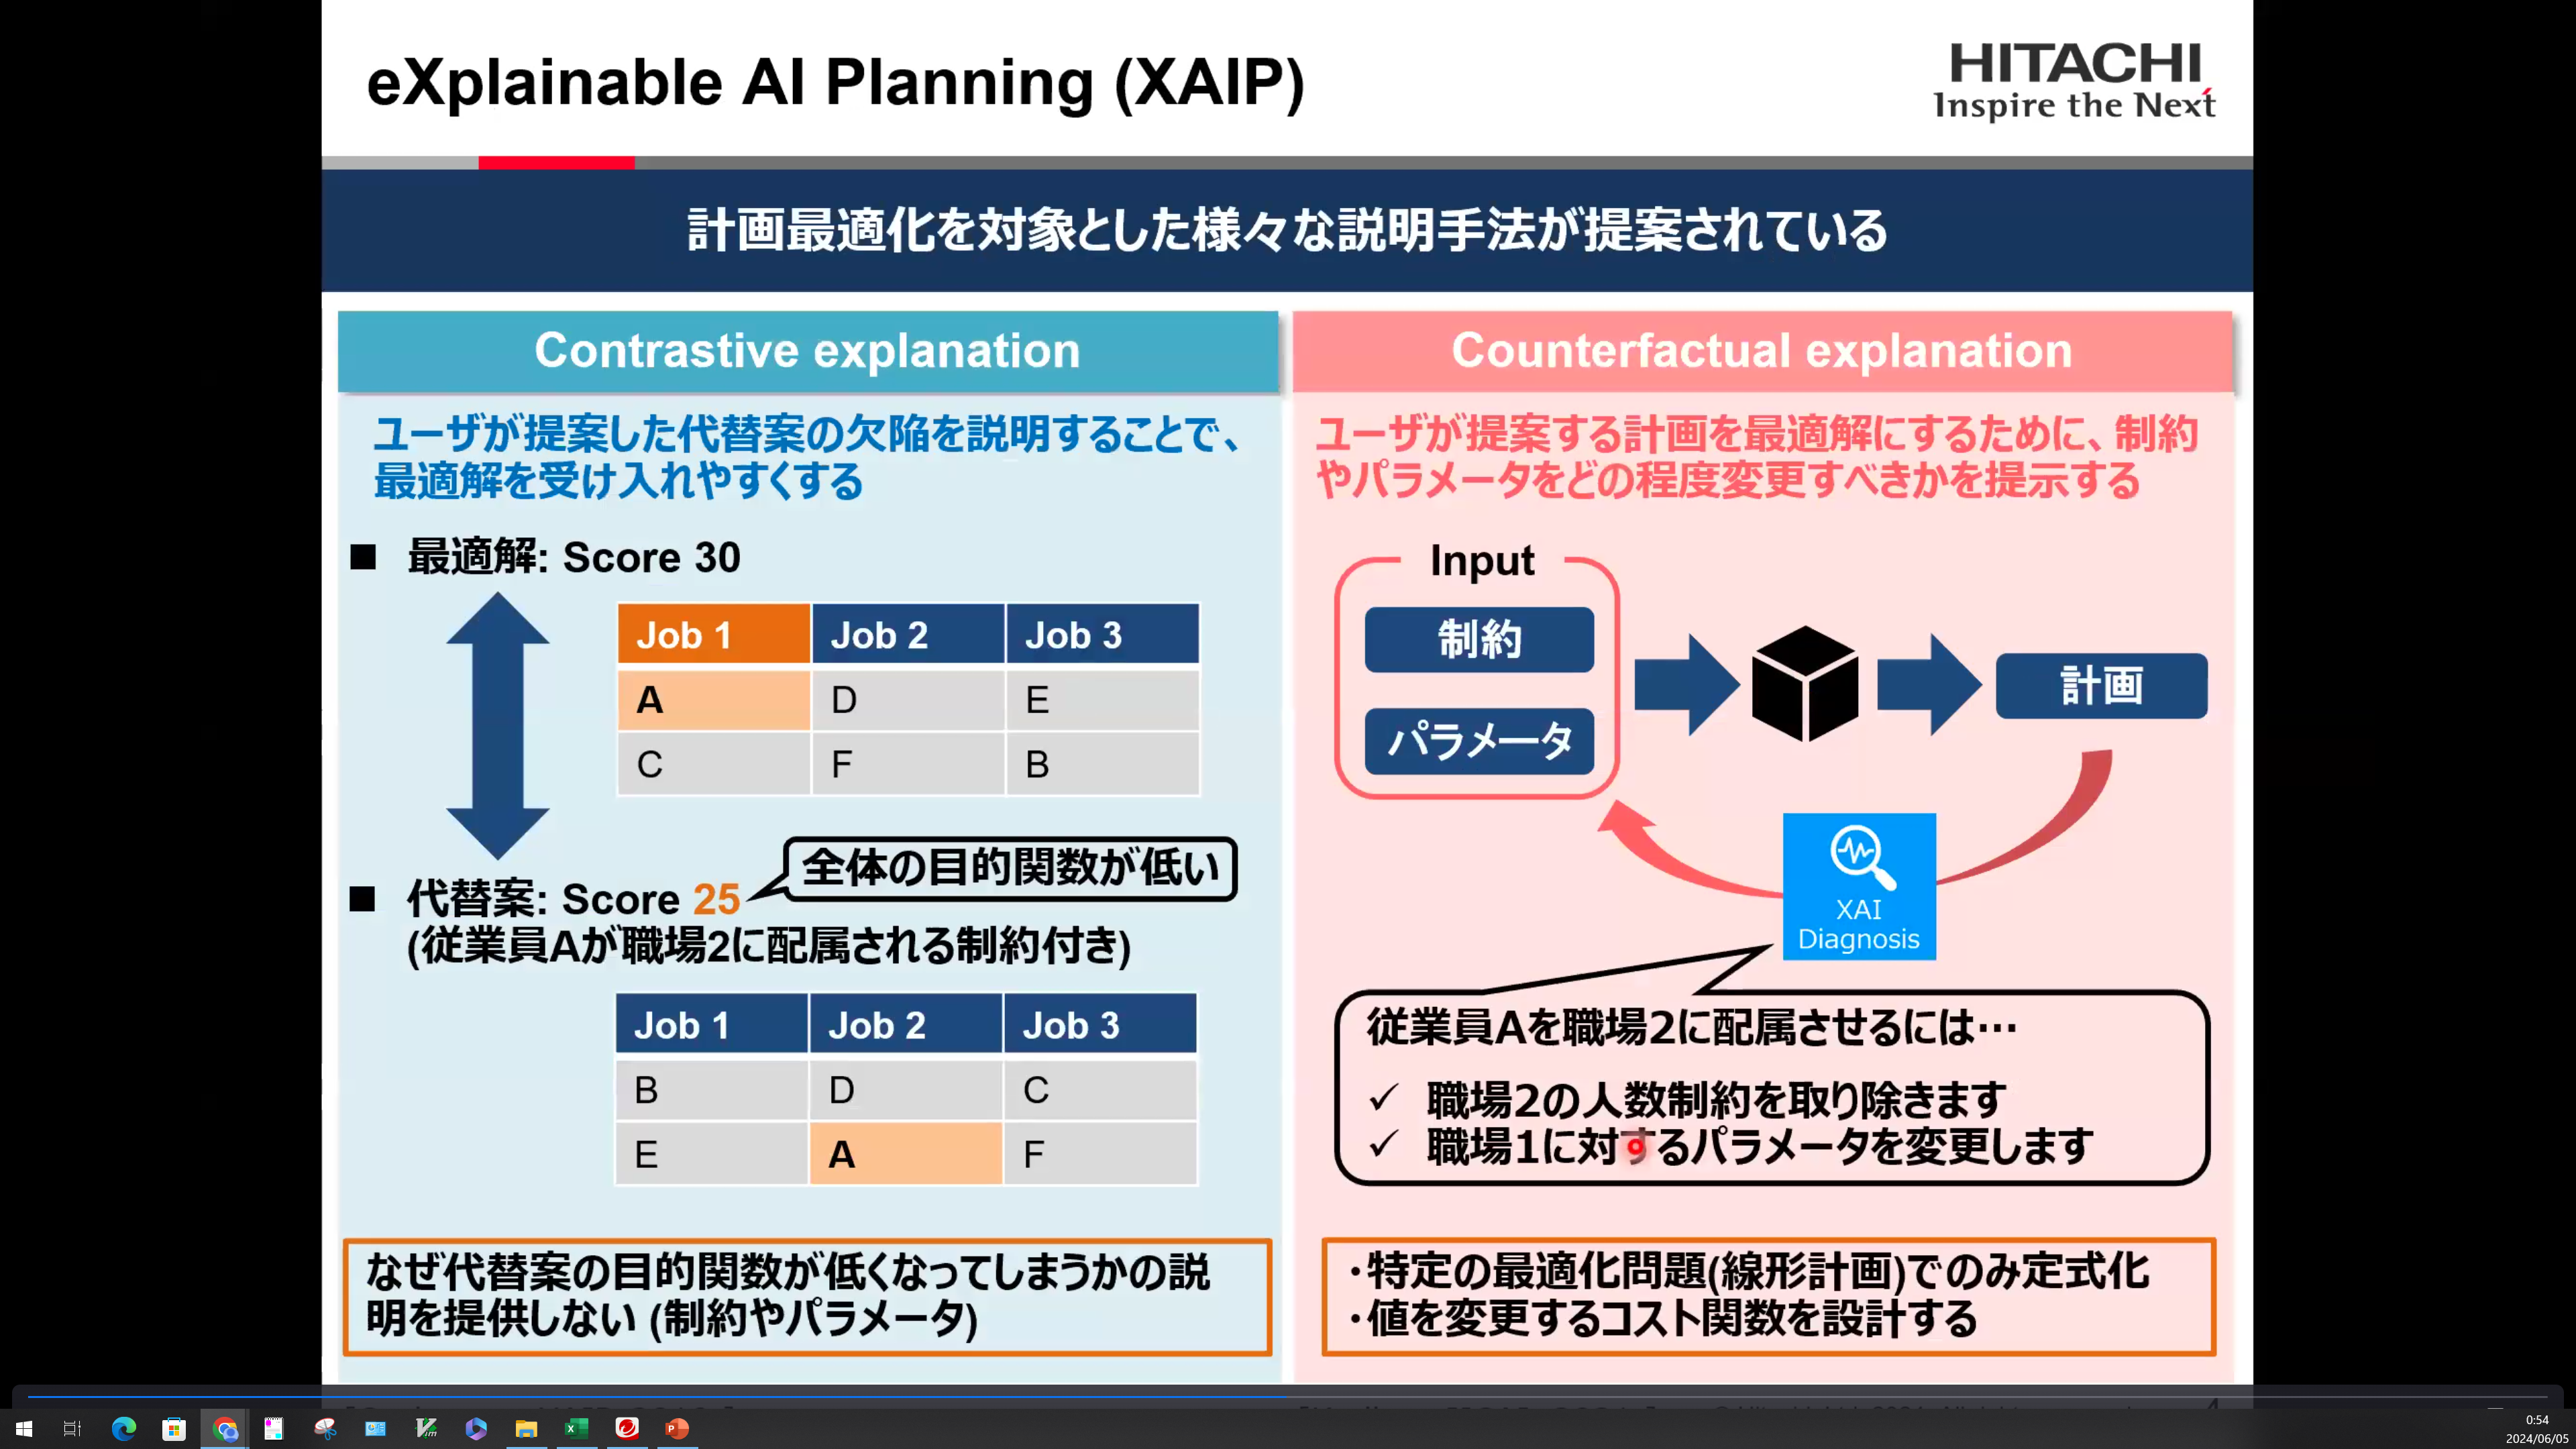 eXplainable AI Planning (XAIP)
HITACHI
Inspire the Next
計画最適化を対象とした様々な説明手法が提案されている
Contrastive explanation
ユーザが提案した代替案の欠陥を説明することで、
最適解を受け入れやすくする
■ 最適解: Score 30
Job 1 Job 2 Job 3
A D E
C F B
全体の目的関数が低い
■ 代替案: Score 25
(従業員Aが職場2に配属される制約付き)
Job 1 Job 2 Job 3
B D C
E A F
なぜ代替案の目的関数が低くなってしまうかの説
明を提供しない (制約やパラメータ)
Counterfactual explanation
ユーザが提案する計画を最適解にするために、制約
やパラメータをどの程度変更すべきかを提示する
Input
制約
パラメータ
計画
XAI
Diagnosis
従業員Aを職場2に配属させるには…
✓ 職場2の人数制約を取り除きます
✓ 職場1に対するパラメータを変更します
・特定の最適化問題(線形計画)でのみ定式化
・値を変更するコスト関数を設計する
0:54
2024/06/05